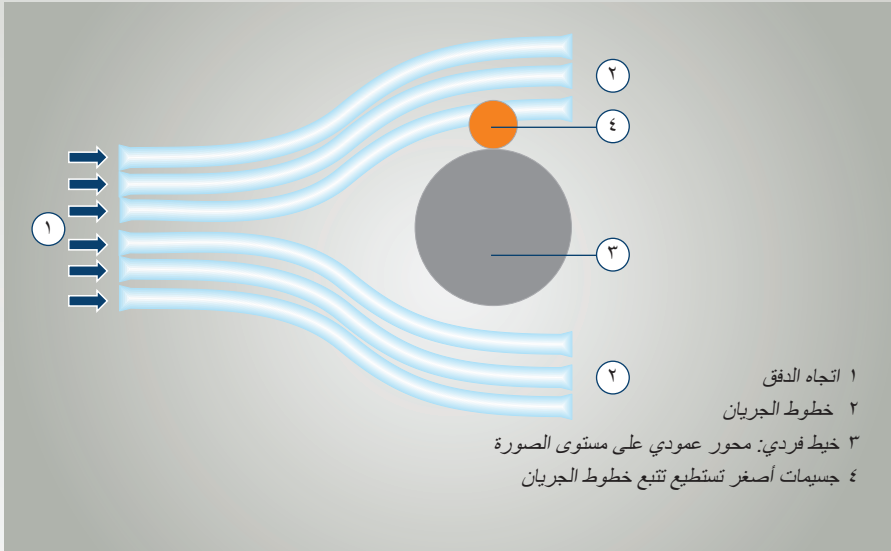 ٢
٤
١
٣
٢
١ اتجاه الدفق
٢ خطوط الجريان
٣ خيط فردي: محور عمودي على مستوى الصورة
٤ جسيمات أصغر تستطيع تتبع خطوط الجريان